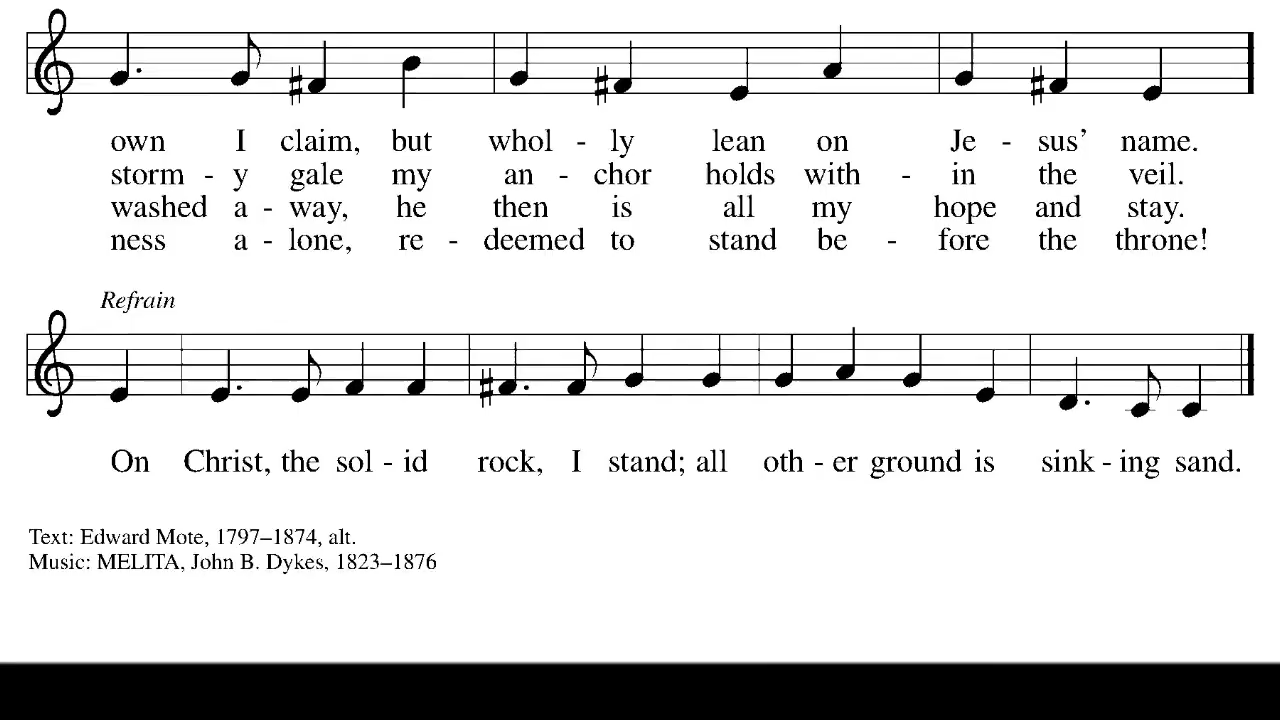 own I claim, but whol - ly lean on Je - sus’ name.
storm - y gale my an - chor holds with - in the veil.
washed a - way, he then is all my hope and stay.
ness a - lone, re - deemed to stand be - fore the throne!
Refrain
On Christ, the sol - id rock, I stand; all oth - er ground is sink - ing sand.
Text: Edward Mote, 1797–1874, alt.
Music: MELITA, John B. Dykes, 1823–1876